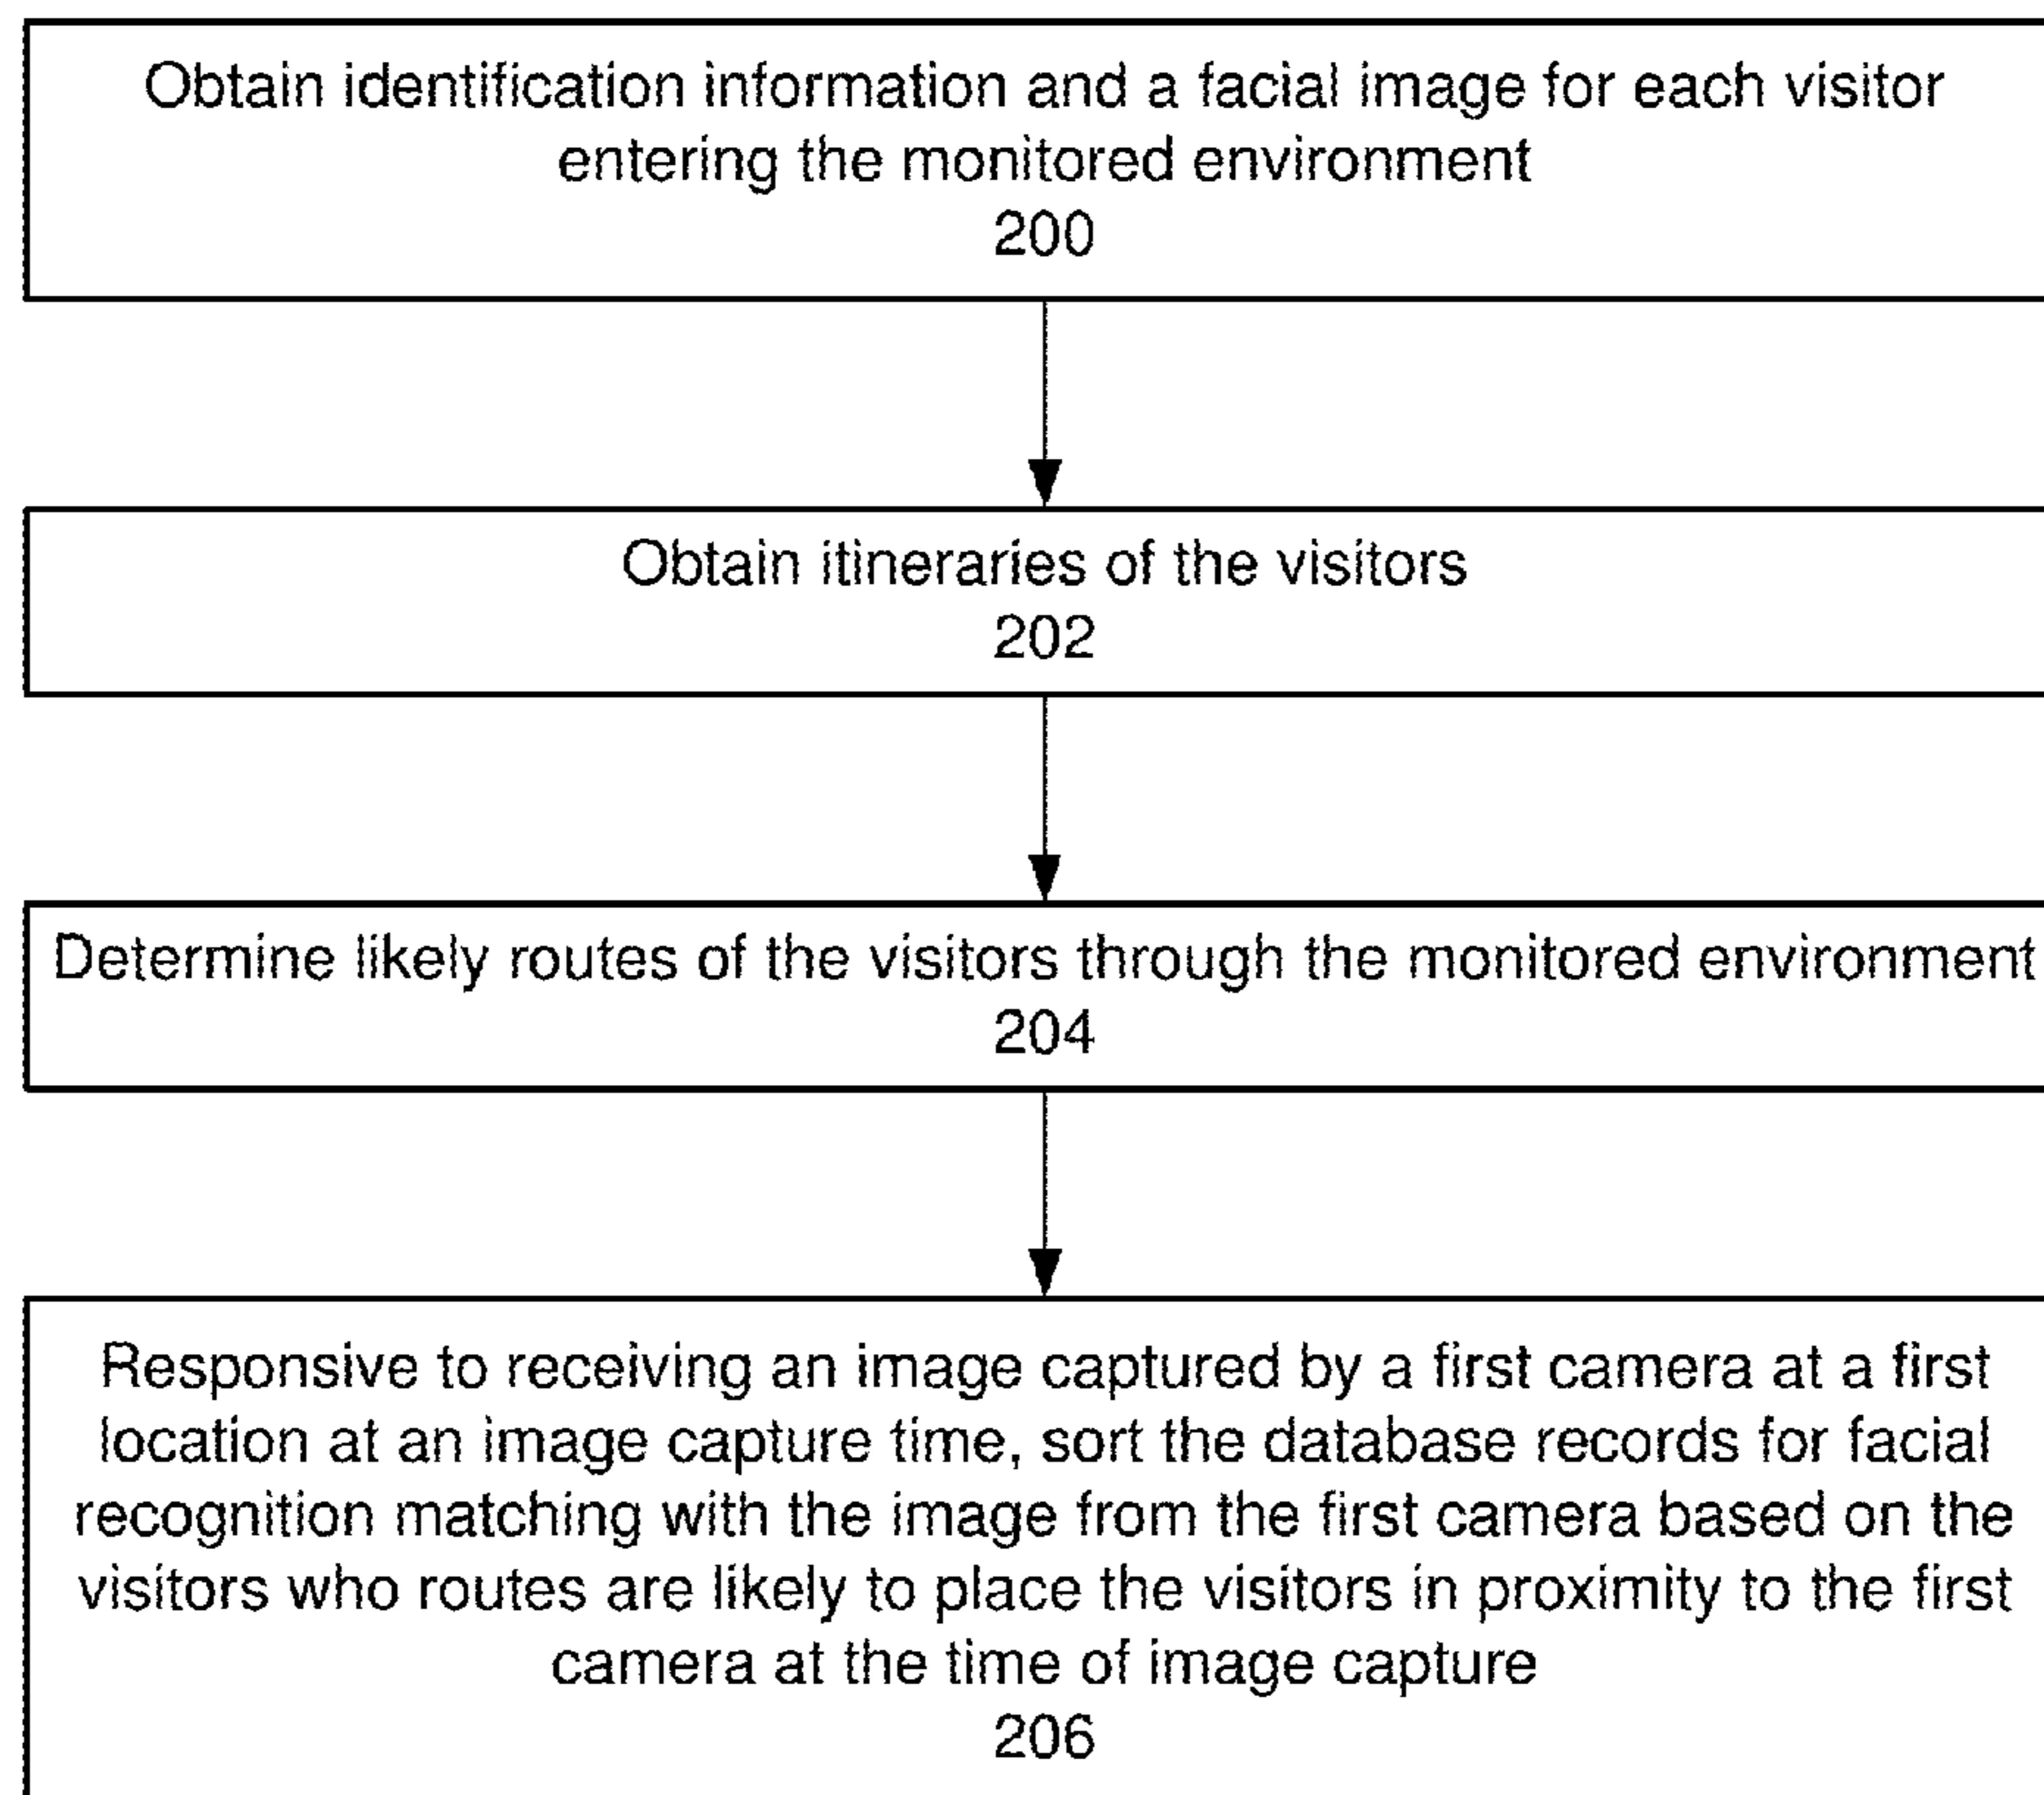 Obtain identification information and a facial image for each visitor
entering the monitored environment
200
Obtain itineraries of the visitors
202
Determine likely routes of the visitors through the monitored environment
204
Responsive to receiving an image captured by a first camera at a first
location at an image capture time, sort the database records for facial
recognition matching with the image from the first camera based on the
visitors who routes are likely to place the visitors in proximity to the first
camera at the time of image capture
206